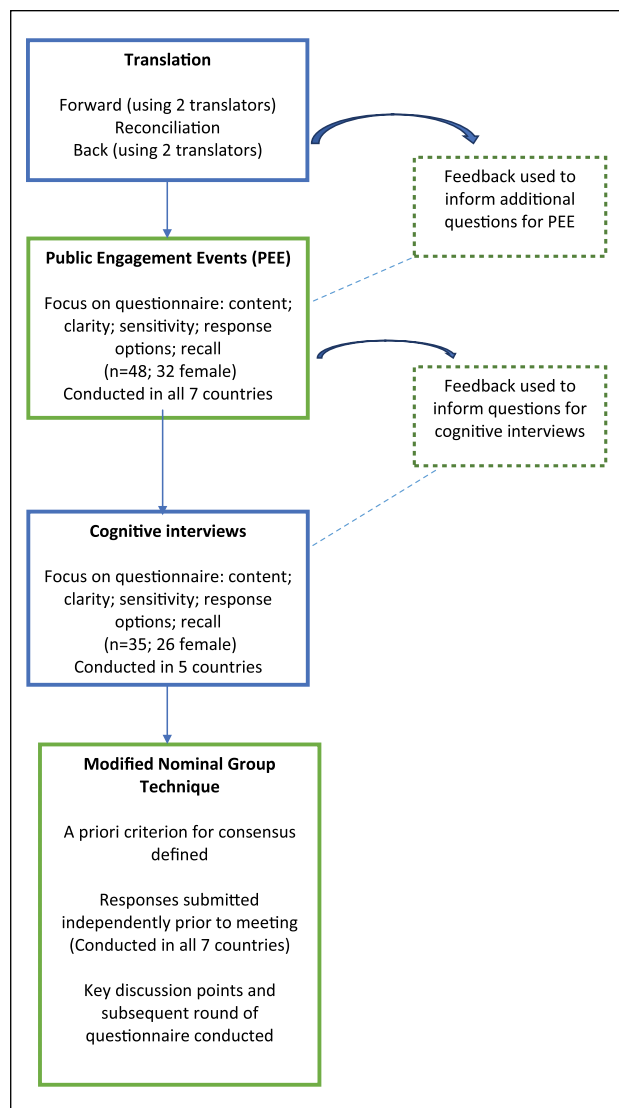 Translation
Forward (using 2 translators)
Reconciliation
Back (using 2 translators)
Feedback used to
inform additional
questions for PEE
Public Engagement Events (PEE)
Focus on questionnaire: content;
clarity; sensitivity; response
options; recall
(n=48; 32 female)
Conducted in all 7 countries
Feedback used to
inform questions for
cognitive interviews
Cognitive interviews
Focus on questionnaire: content;
clarity; sensitivity; response
options; recall
(n=35; 26 female)
Conducted in 5 countries
Modified Nominal Group
Technique
A priori criterion for consensus
defined
Responses submitted
independently prior to meeting
(Conducted in all 7 countries)
Key discussion points and
subsequent round of
questionnaire conducted